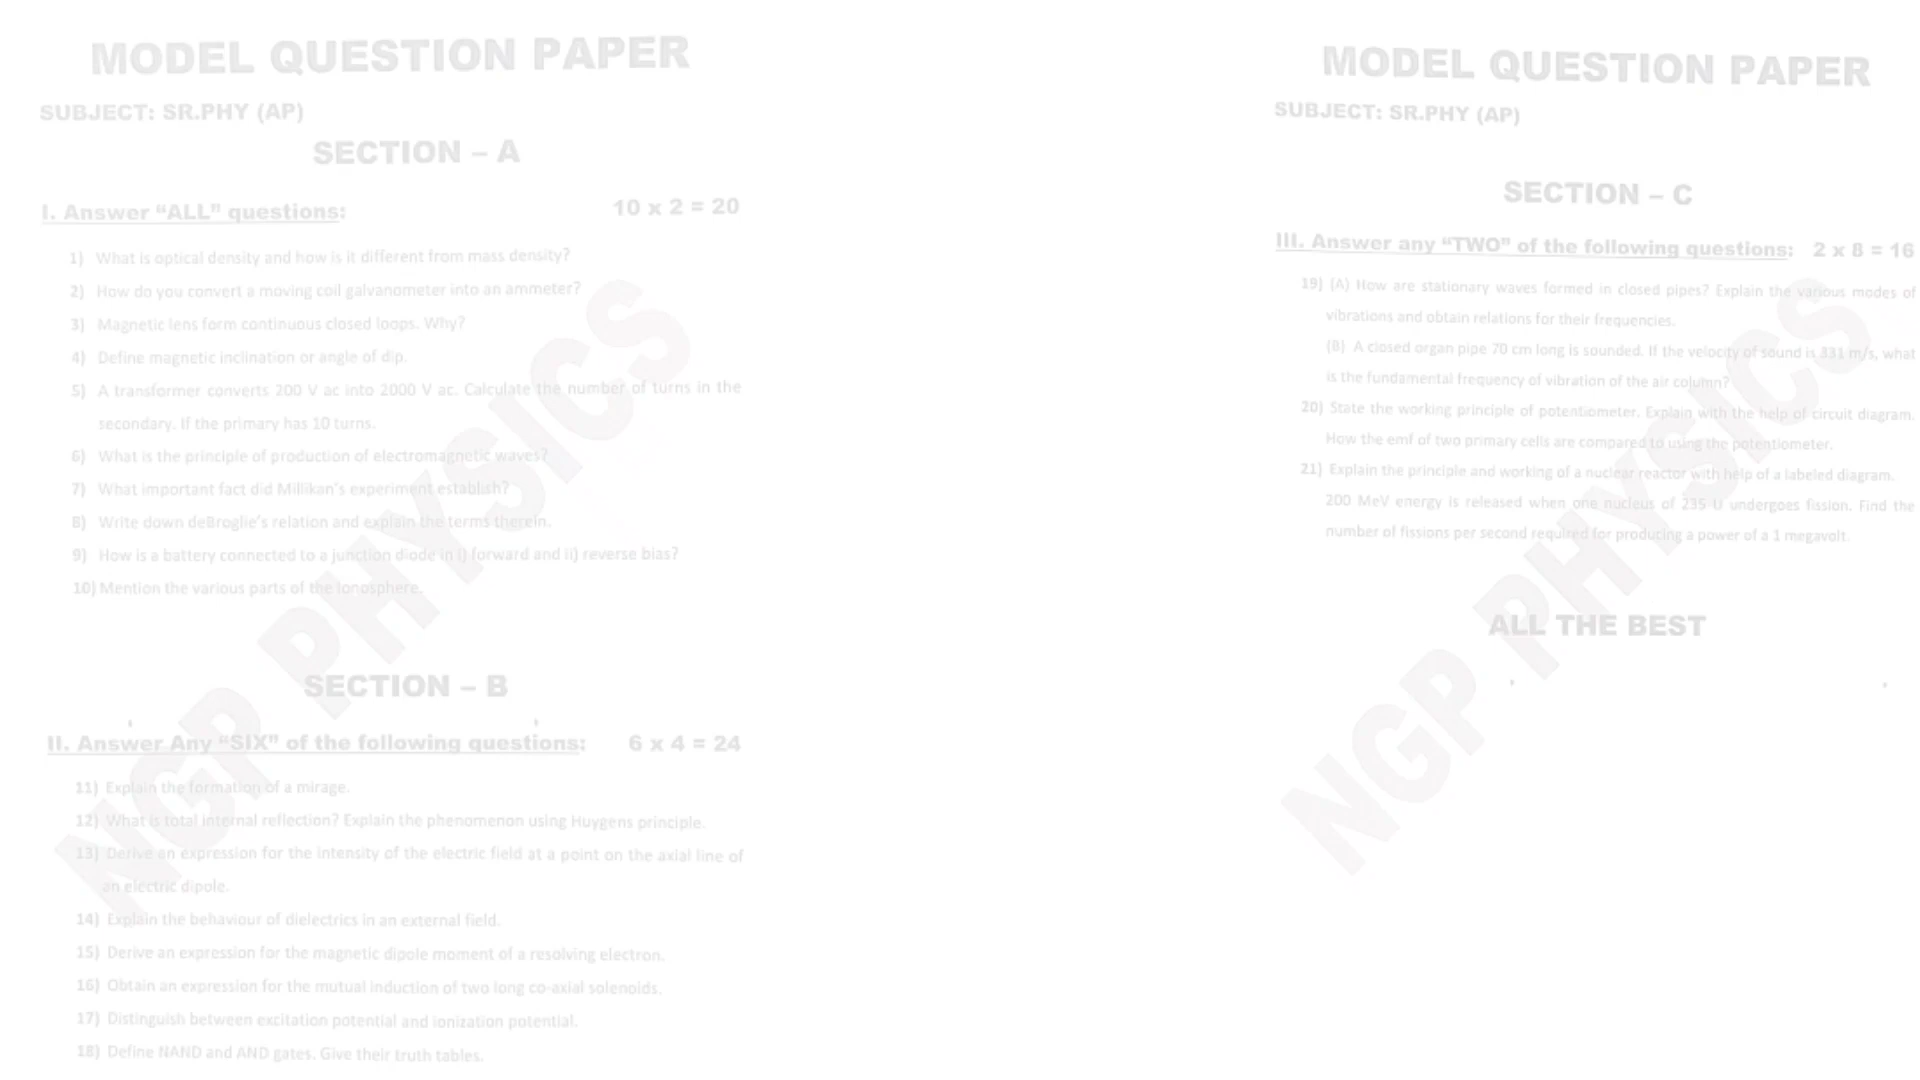 MODEL QUESTION PAPER
SUBJECT: SR.PHY (AP)
SECTION – A
I. Answer “ALL” questions: 10 x 2 = 20
1) What is optical density and how is it different from mass density?
2) How do you convert a moving coil galvanometer into an ammeter?
3) Magnetic lens form continuous closed loops. Why?
4) Define magnetic inclination or angle of dip.
5) A transformer converts 200 V ac into 2000 V ac. Calculate the number of turns in the
secondary. If the primary has 10 turns.
6) What is the principle of production of electromagnetic waves?
7) What important fact did Millikan’s experiment establish?
8) Write down deBroglie’s relation and explain the terms therein.
9) How is a battery connected to a junction diode in i) forward and ii) reverse bias?
10) Mention the various parts of the Ionosphere.
SECTION – B
II. Answer Any “SIX” of the following questions: 6 x 4 = 24
11) Explain the formation of a mirage.
12) What is total internal reflection? Explain the phenomenon using Huygens principle.
13) Derive an expression for the intensity of the electric field at a point on the axial line of
an electric dipole.
14) Explain the behaviour of dielectrics in an external field.
15) Derive an expression for the magnetic dipole moment of a resolving electron.
16) Obtain an expression for the mutual induction of two long co-axial solenoids.
17) Distinguish between excitation potential and ionization potential.
18) Define NAND and AND gates. Give their truth tables.
NGP PHYSICS
MODEL QUESTION PAPER
SUBJECT: SR.PHY (AP)
SECTION – C
III. Answer any “TWO” of the following questions: 2 x 8 = 16
19) (A) How are stationary waves formed in closed pipes? Explain the various modes of
vibrations and obtain relations for their frequencies.
(B) A closed organ pipe 70 cm long is sounded. If the velocity of sound is 331 m/s, what
is the fundamental frequency of vibration of the air column?
20) State the working principle of potentiometer. Explain with the help of circuit diagram.
How the emf of two primary cells are compared to using the potentiometer.
21) Explain the principle and working of a nuclear reactor with help of a labeled diagram.
200 MeV energy is released when one nucleus of 235 U undergoes fission. Find the
number of fissions per second required for producing a power of a 1 megavolt.
ALL THE BEST
NGP PHYSICS